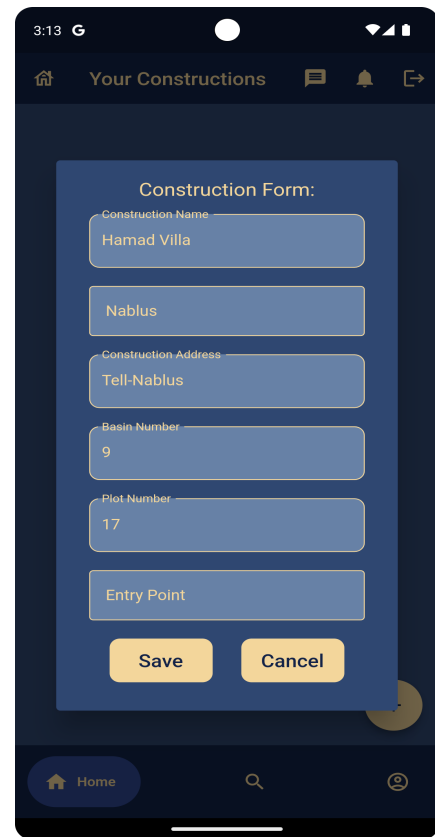 3:13 G
Your Constructions
Construction Form:
Construction Name
Hamad Villa
Nablus
Construction Address
Tell-Nablus
Basin Number
9
Plot Number
17
Entry Point
Save Cancel
Home